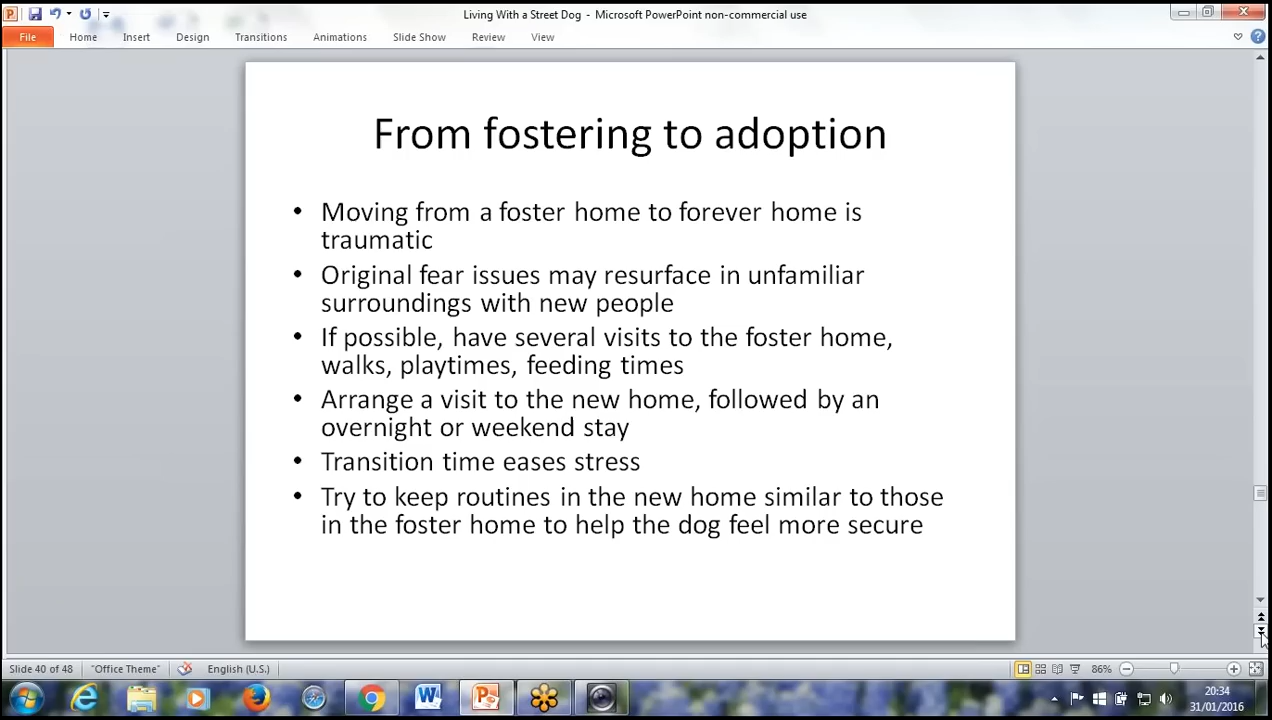 Living With a Street Dog - Microsoft PowerPoint non-commercial use
File Home Insert Design Transitions Animations Slide Show Review View
From fostering to adoption
• Moving from a foster home to forever home is
traumatic
• Original fear issues may resurface in unfamiliar
surroundings with new people
• If possible, have several visits to the foster home,
walks, playtimes, feeding times
• Arrange a visit to the new home, followed by an
overnight or weekend stay
• Transition time eases stress
• Try to keep routines in the new home similar to those
in the foster home to help the dog feel more secure
Slide 40 of 48 "Office Theme" English (U.S.) 86%
20:34
31/01/2016